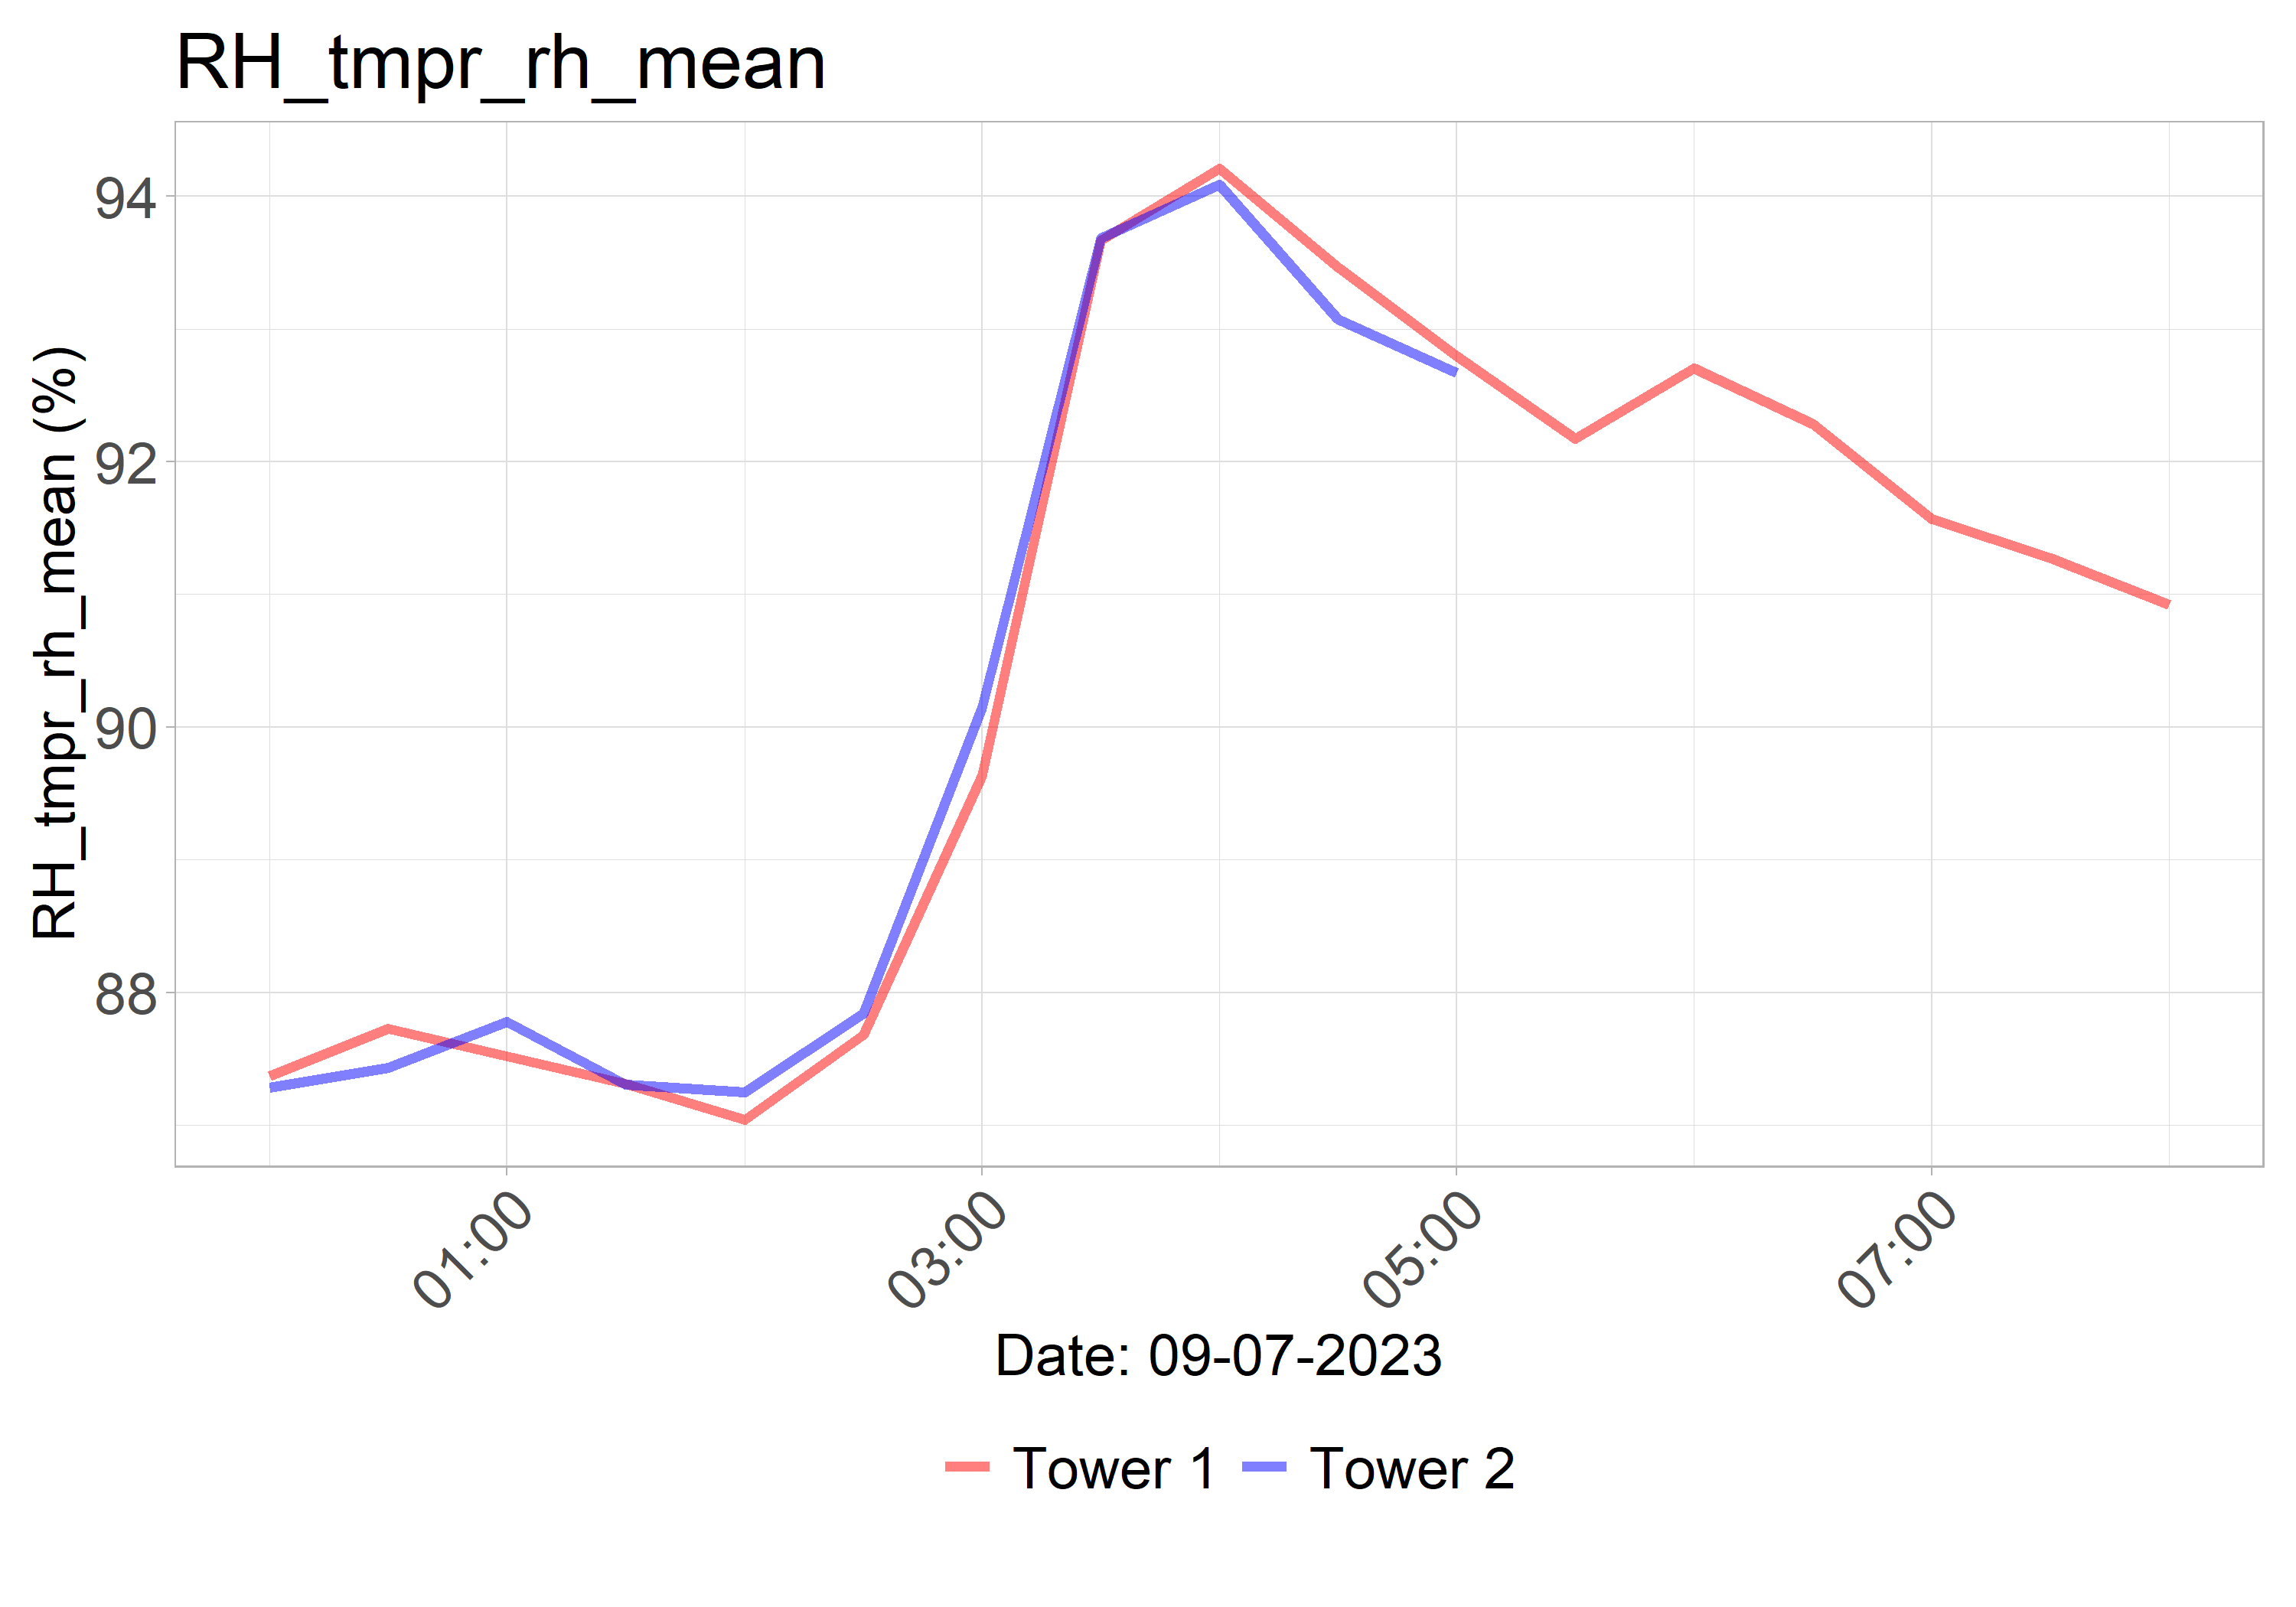 RH_tmpr_rh_mean
RH_tmpr_rh_mean (%)
94
92
90
88
01:00
03:00
05:00
07:00
Date: 09-07-2023
Tower 1
Tower 2